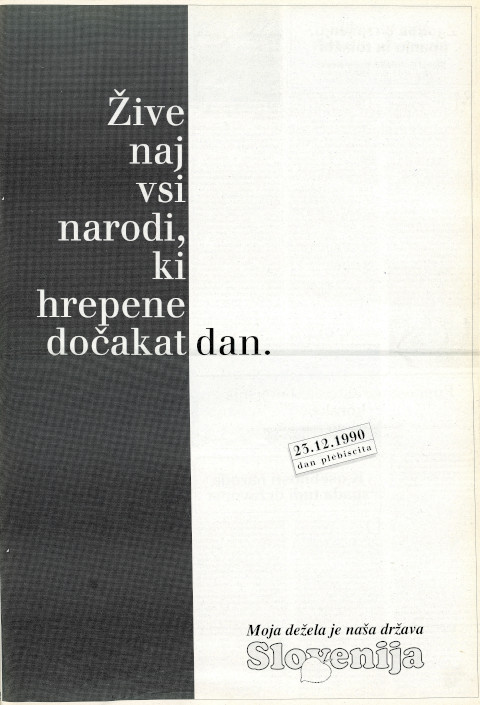 Žive
naj
vsi
narodi,
ki
hrepene
dočakat dan.
23.12.1990
dan plebiscita
Moja dežela je naša država
Slovenija